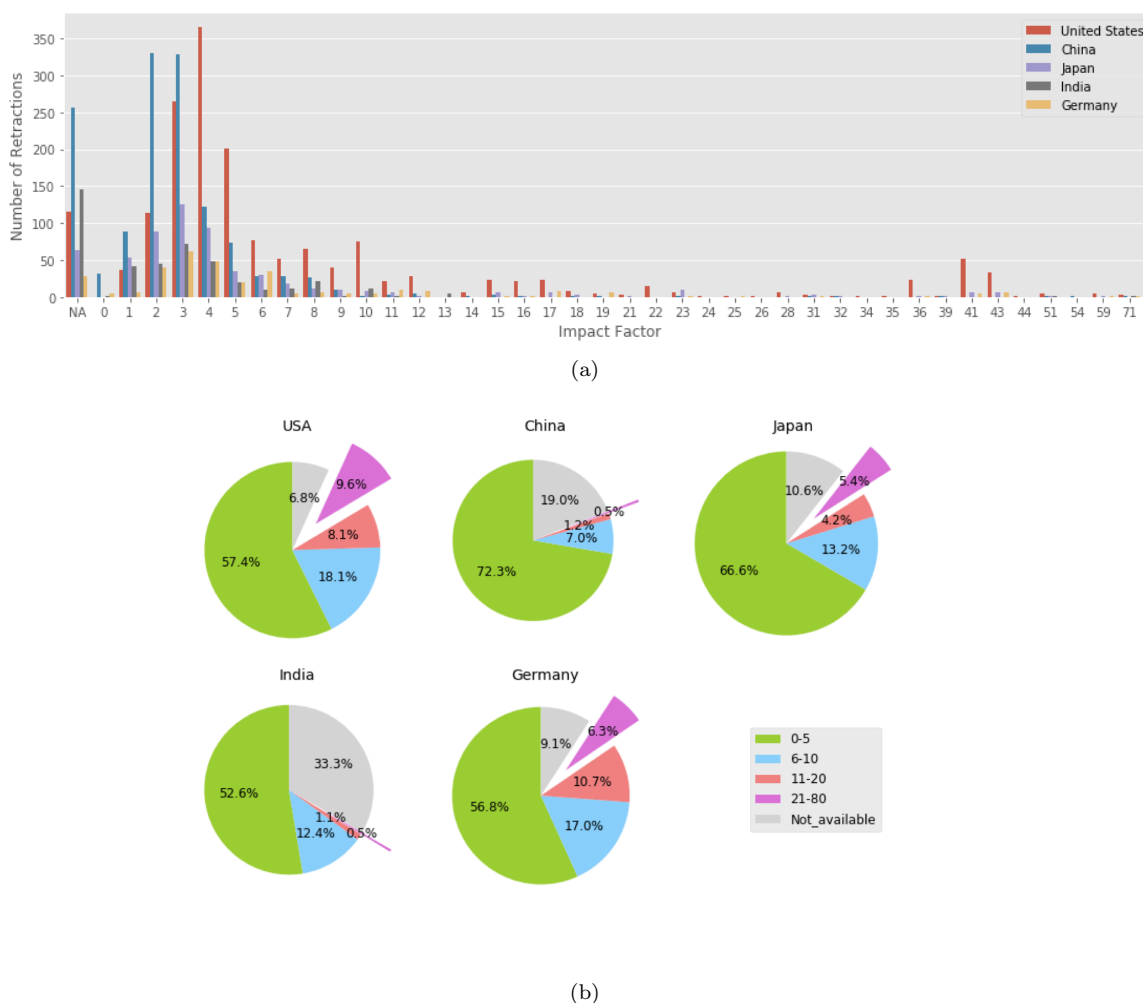 350
300
250
200
150
100
50
0
Number of Retractions
United States
China
Japan
India
Germany
NA 0 1 2 3 4 5 6 7 8 9 10 11 12 13 14 15 16 17 18 19 21 22 23 24 25 26 28 31 32 34 35 36 39 41 43 44 51 54 59 71
Impact Factor
(a)
USA
6.8%
9.6%
8.1%
57.4%
18.1%
China
19.0%
0.5%
1.2%
7.0%
72.3%
Japan
10.6%
5.4%
4.2%
13.2%
66.6%
India
33.3%
52.6%
1.1%
12.4%
0.5%
Germany
9.1%
6.3%
10.7%
56.8%
17.0%
0-5
6-10
11-20
21-80
Not_available
(b)